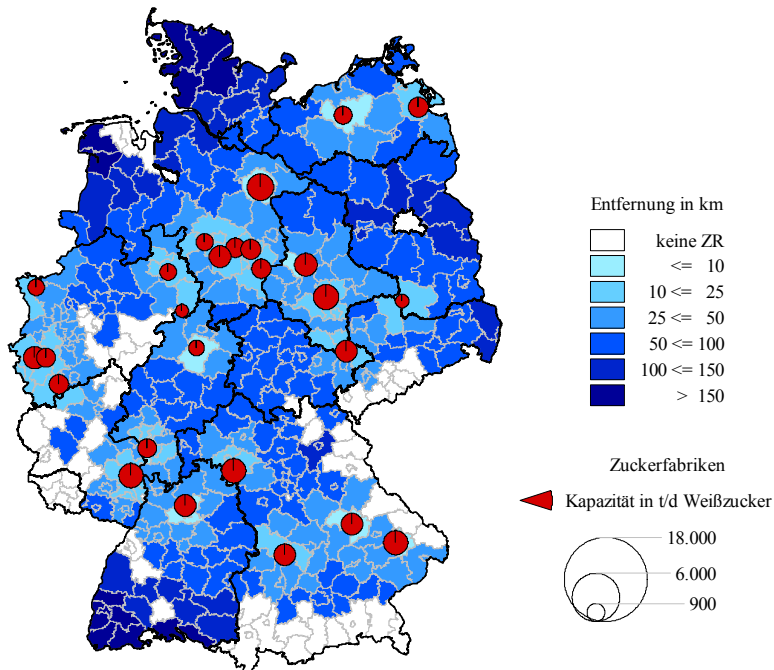 Entfernung in km
keine ZR
<= 10
10 <= 25
25 <= 50
50 <= 100
100 <= 150
> 150
Zuckerfabriken
Kapazität in t/d Weißzucker
18.000
6.000
900